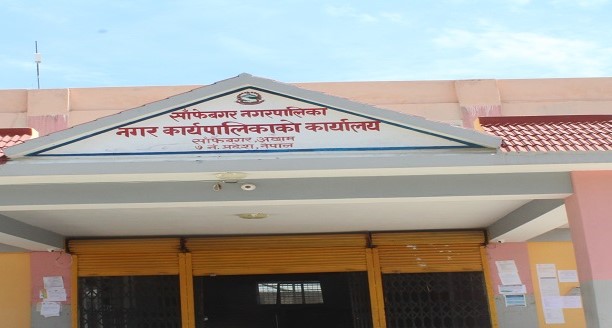 साँफेबगर नगरपालिका
नगर कार्यपालिकाको कार्यालय
साँफेबगर, अछाम
७ नं. प्रदेश, नेपाल